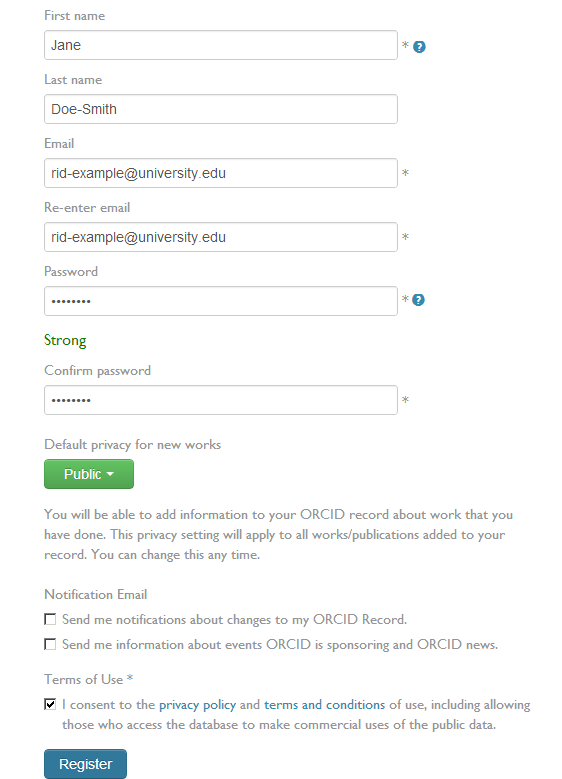 First name
Jane
*
Last name
Doe-Smith
Email
rid-example@university.edu
*
Re-enter email
rid-example@university.edu
*
Password
••••••••
*
Strong
Confirm password
••••••••
*
Default privacy for new works
Public
You will be able to add information to your ORCID record about work that you
have done. This privacy setting will apply to all works/publications added to your
record. You can change this any time.
Notification Email
Send me notifications about changes to my ORCID Record.
Send me information about events ORCID is sponsoring and ORCID news.
Terms of Use *
I consent to the privacy policy and terms and conditions of use, including allowing
those who access the database to make commercial uses of the public data.
Register